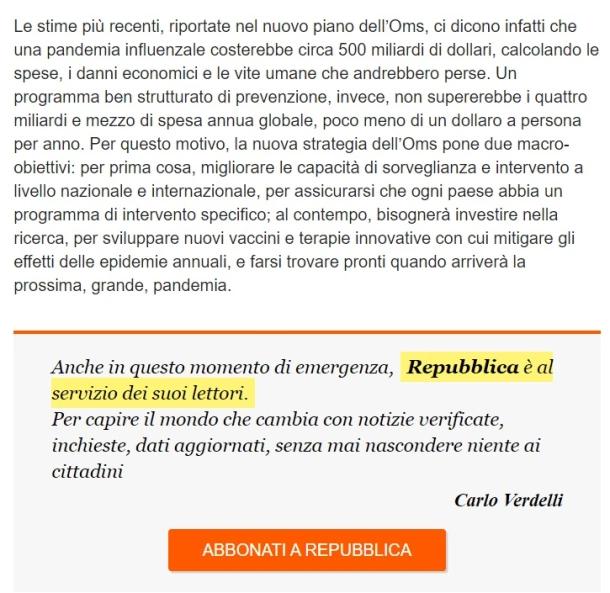 Le stime più recenti, riportate nel nuovo piano dell’Oms, ci dicono infatti che
una pandemia influenzale costerebbe circa 500 miliardi di dollari, calcolando le
spese, i danni economici e le vite umane che andrebbero perse. Un
programma ben strutturato di prevenzione, invece, non supererebbe i quattro
miliardi e mezzo di spesa annua globale, poco meno di un dollaro a persona
per anno. Per questo motivo, la nuova strategia dell’Oms pone due macro-
obiettivi: per prima cosa, migliorare le capacità di sorveglianza e intervento a
livello nazionale e internazionale, per assicurarsi che ogni paese abbia un
programma di intervento specifico; al contempo, bisognerà investire nella
ricerca, per sviluppare nuovi vaccini e terapie innovative con cui mitigare gli
effetti delle epidemie annuali, e farsi trovare pronti quando arriverà la
prossima, grande, pandemia.
Anche in questo momento di emergenza, Repubblica è al
servizio dei suoi lettori.
Per capire il mondo che cambia con notizie verificate,
inchieste, dati aggiornati, senza mai nascondere niente ai
cittadini
Carlo Verdelli
ABBONATI A REPUBBLICA